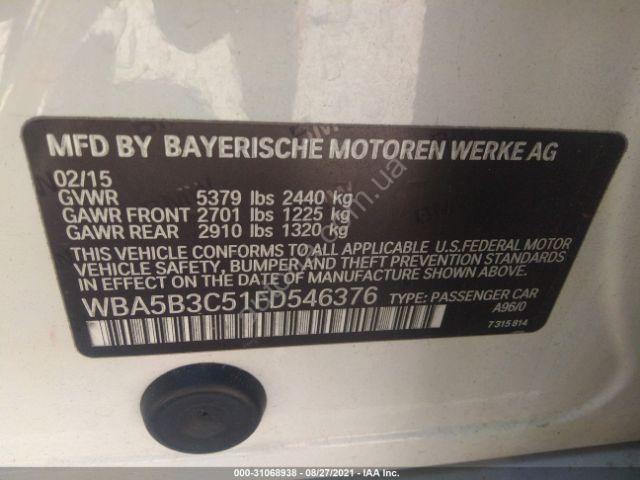 MFD BY BAYERISCHE MOTOREN WERKE AG
02/15
GVWR 5379 lbs 2440 kg
GAWR FRONT 2701 lbs 1225 kg
GAWR REAR 2910 lbs 1320 kg
THIS VEHICLE CONFORMS TO ALL APPLICABLE U.S.FEDERAL MOTOR
VEHICLE SAFETY, BUMPER AND THEFT PREVENTION STANDARDS
IN EFFECT ON THE DATE OF MANUFACTURE SHOWN ABOVE.
WBA5B3C51FD546376 TYPE: PASSENGER CAR
A96/0
7 315 814
000-31068938 - 08/27/2021 - IAA Inc.